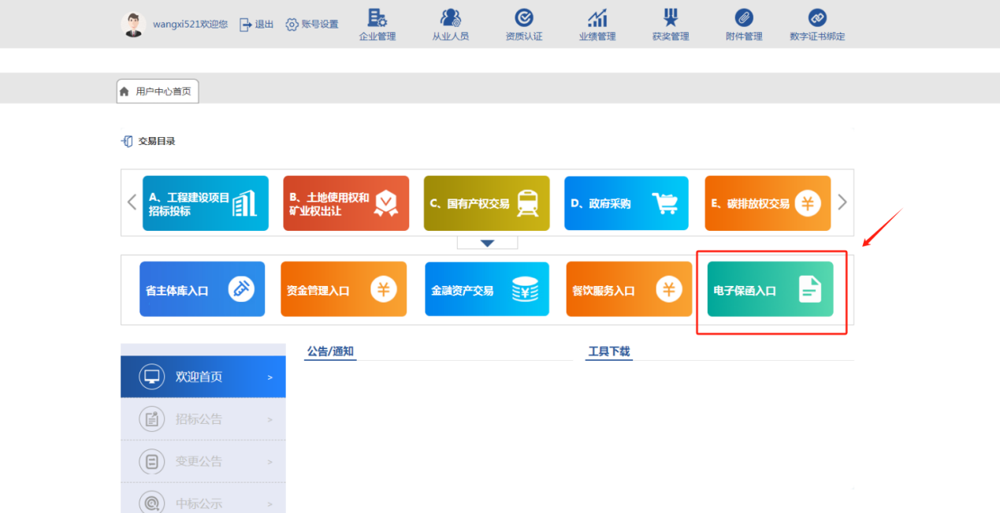 wangxi521欢迎您 退出 账号设置
企业管理 从业人员 资质认证 业绩管理 获奖管理 附件管理 数字证书绑定
用户中心首页
交易目录
A、工程建设项目
招标投标
B、土地使用权和
矿业权出让
C、国有产权交易
D、政府采购
E、碳排放权交易
省主体库入口
资金管理入口
金融资产交易
餐饮服务入口
电子保函入口
公告/通知
工具下载
欢迎首页 >
招标公告 >
变更公告 >
中标公示 >